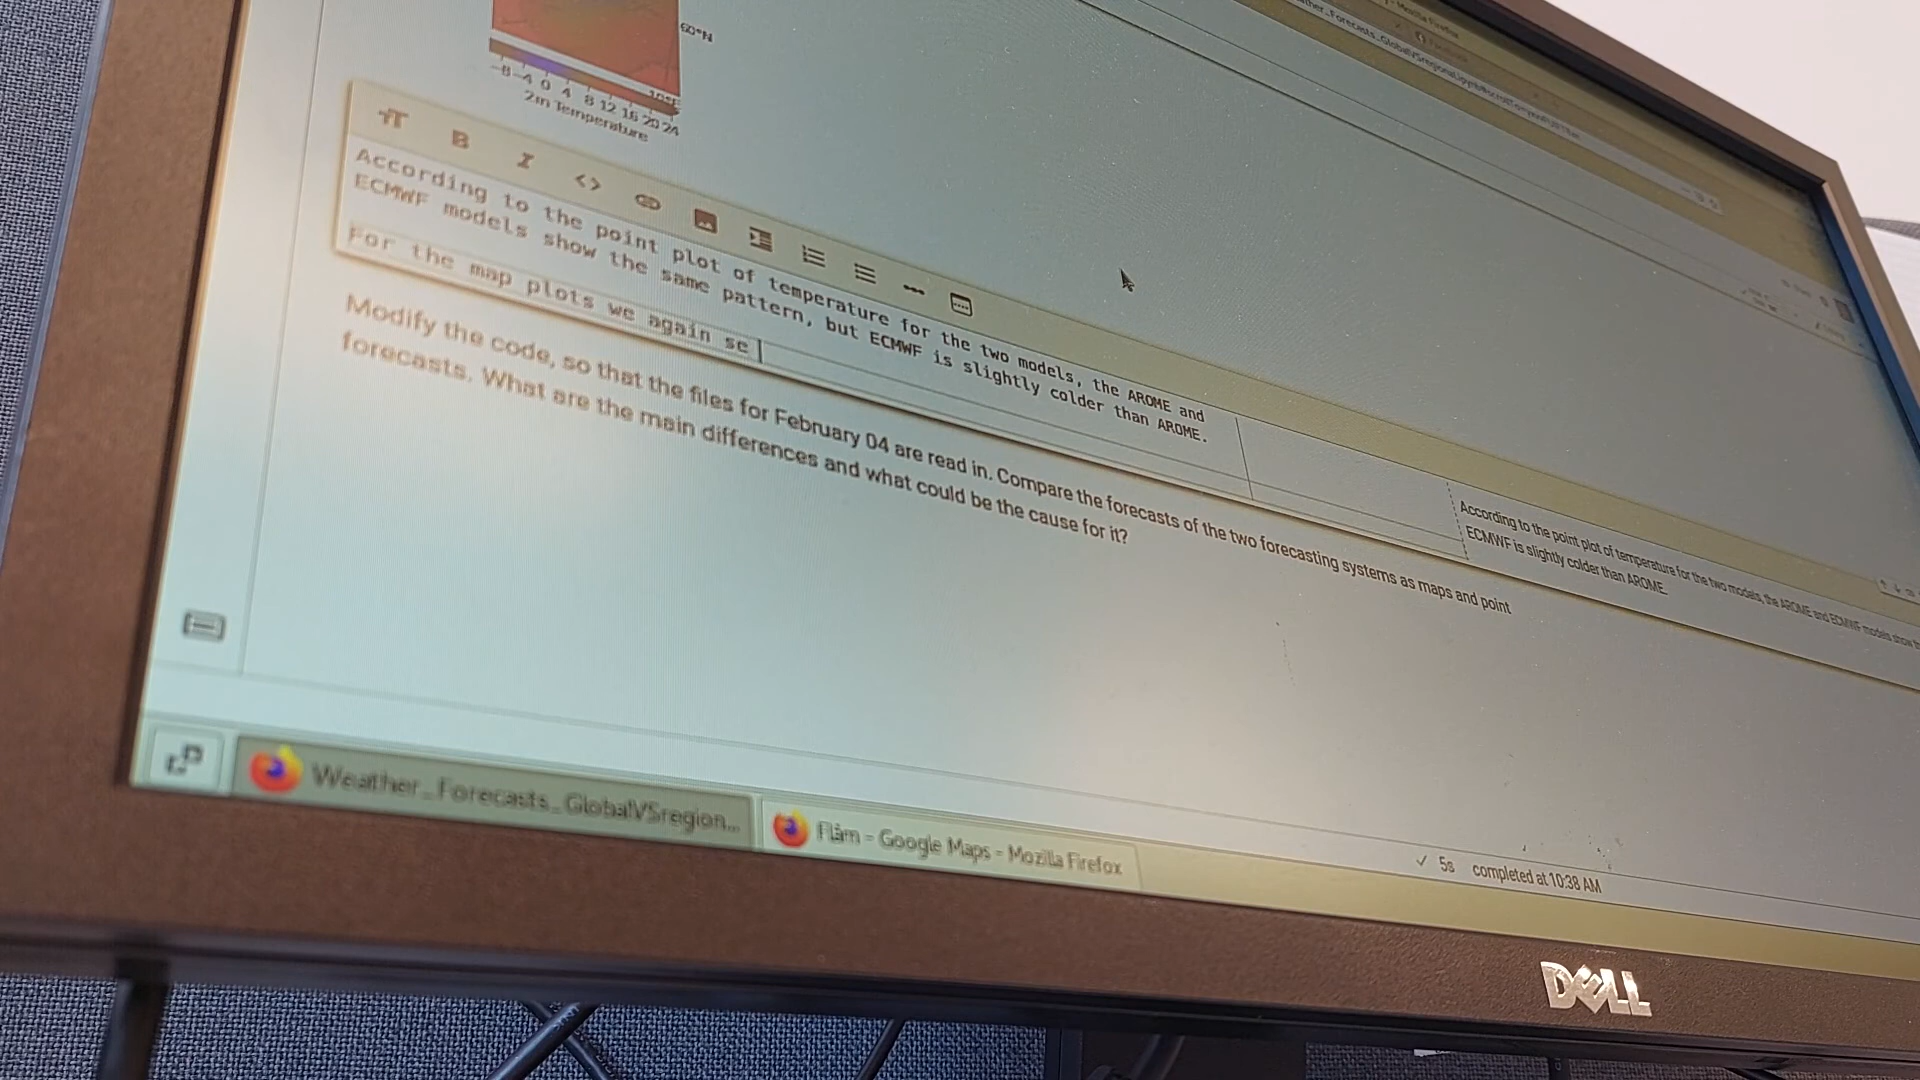 60°N
-8 -4 0 4 8 12 16 20 24
2m Temperature
B I <>
According to the point plot of temperature for the two models, the AROME and
ECMWF models show the same pattern, but ECMWF is slightly colder than AROME.
For the map plots we again se
According to the point plot of temperature for the two models, the AROME and ECMWF models show
ECMWF is slightly colder than AROME.
Modify the code, so that the files for February 04 are read in. Compare the forecasts of the two forecasting systems as maps and point
forecasts. What are the main differences and what could be the cause for it?
✓ 5s completed at 10:38 AM
Weather_Forecasts_GlobalVSregion...
Flåm - Google Maps - Mozilla Firefox
DELL